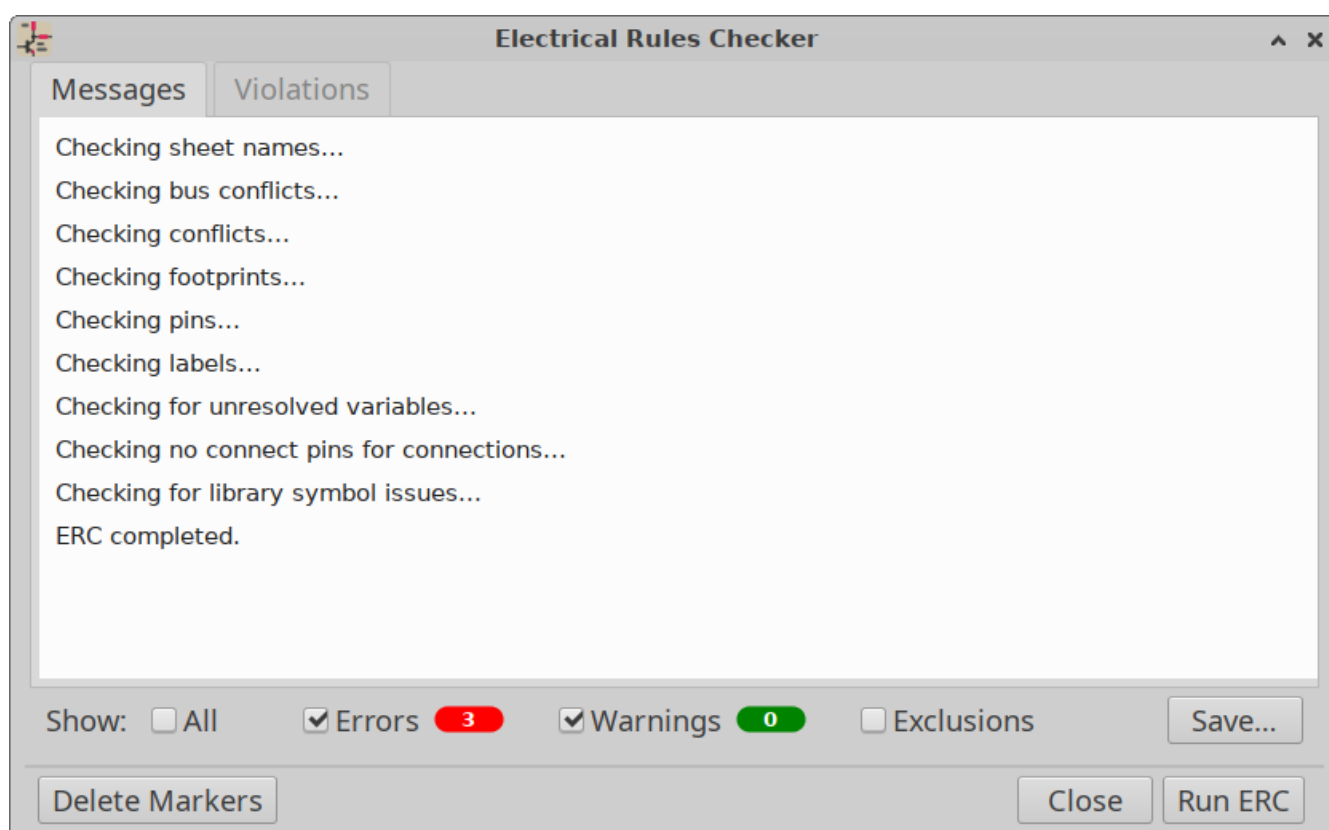 Electrical Rules Checker
Messages Violations
Checking sheet names...
Checking bus conflicts...
Checking conflicts...
Checking footprints...
Checking pins...
Checking labels...
Checking for unresolved variables...
Checking no connect pins for connections...
Checking for library symbol issues...
ERC completed.
Show: All Errors 3 Warnings 0 Exclusions Save...
Delete Markers Close Run ERC